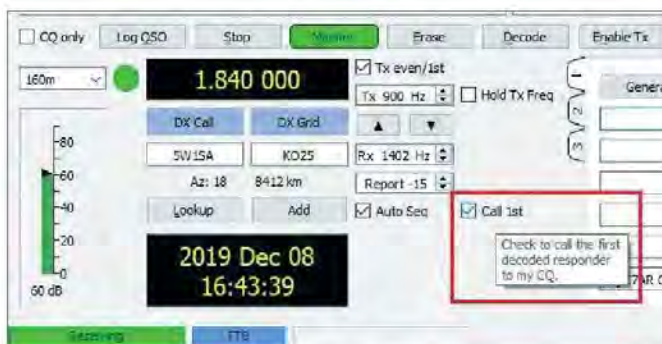 CQ only Log QSO Stop Monitor Erase Decode Enable Tx
160m 1.840 000 Tx even/1st
Tx 900 Hz Hold Tx Freq
1
2
3
DX Call DX Grid
5W1SA KO25 Rx 1402 Hz
Az: 18 8412 km Report -15
Lookup Add Auto Seq Call 1st
-80
-60
-40
-20
-0
60 dB
2019 Dec 08
16:43:39
Check to call the first
decoded responder
to my CQ.
Receiving FT8